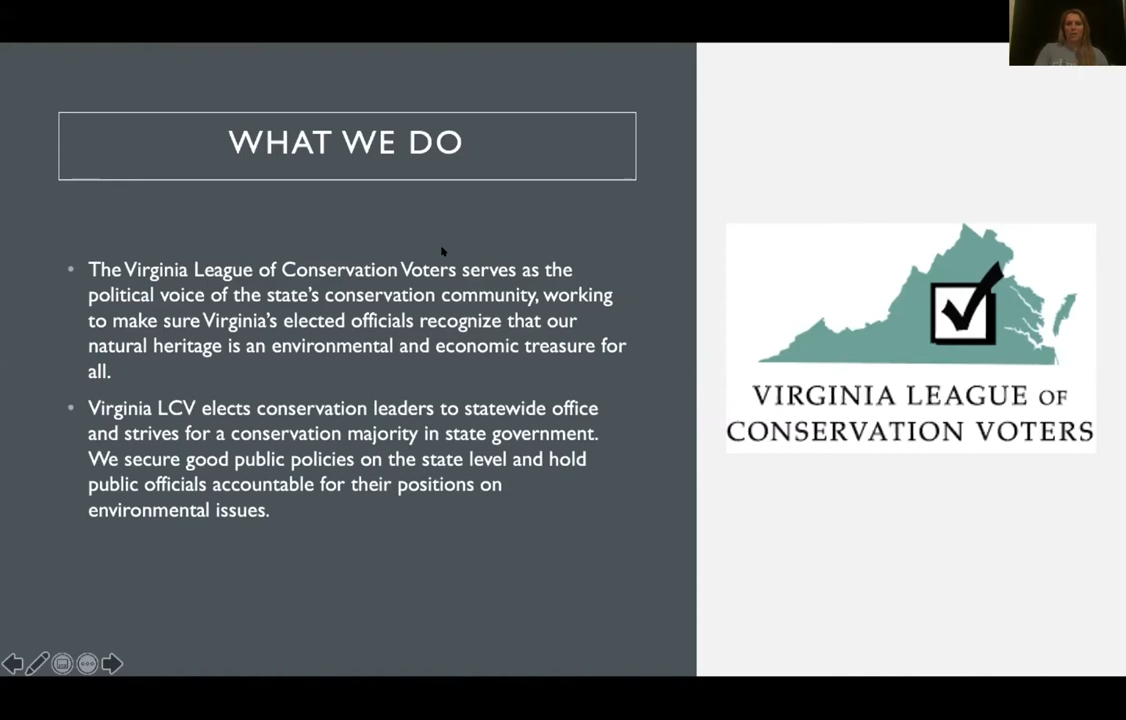 WHAT WE DO
• The Virginia League of Conservation Voters serves as the
political voice of the state's conservation community, working
to make sure Virginia's elected officials recognize that our
natural heritage is an environmental and economic treasure for
all.
• Virginia LCV elects conservation leaders to statewide office
and strives for a conservation majority in state government.
We secure good public policies on the state level and hold
public officials accountable for their positions on
environmental issues.
VIRGINIA LEAGUE OF
CONSERVATION VOTERS